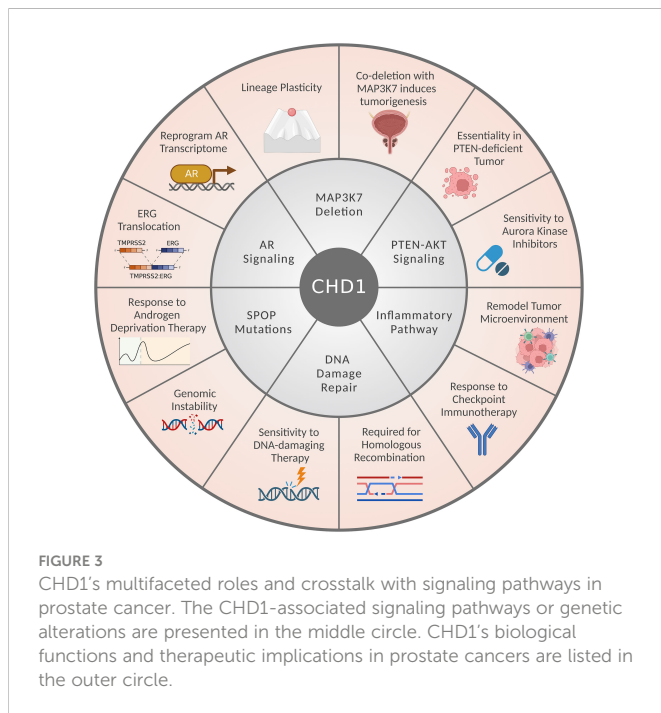 Lineage Plasticity
Co-deletion with
MAP3K7 induces
tumorigenesis
Essentiality in
PTEN-deficient
Tumor
Sensitivity to
Aurora Kinase
Inhibitors
Remodel Tumor
Microenvironment
Response to
Checkpoint
Immunotherapy
Required for
Homologous
Recombination
Sensitivity to
DNA-damaging
Therapy
Genomic
Instability
Response to
Androgen
Deprivation Therapy
ERG
Translocation
TMPRSS2
ERG
TMPRSS2:ERG
Reprogram AR
Transcriptome
AR
MAP3K7
Deletion
PTEN-AKT
Signaling
Inflammatory
Pathway
DNA
Damage
Repair
SPOP
Mutations
AR
Signaling
CHD1
FIGURE 3
CHD1’s multifaceted roles and crosstalk with signaling pathways in
prostate cancer. The CHD1-associated signaling pathways or genetic
alterations are presented in the middle circle. CHD1’s biological
functions and therapeutic implications in prostate cancers are listed in
the outer circle.